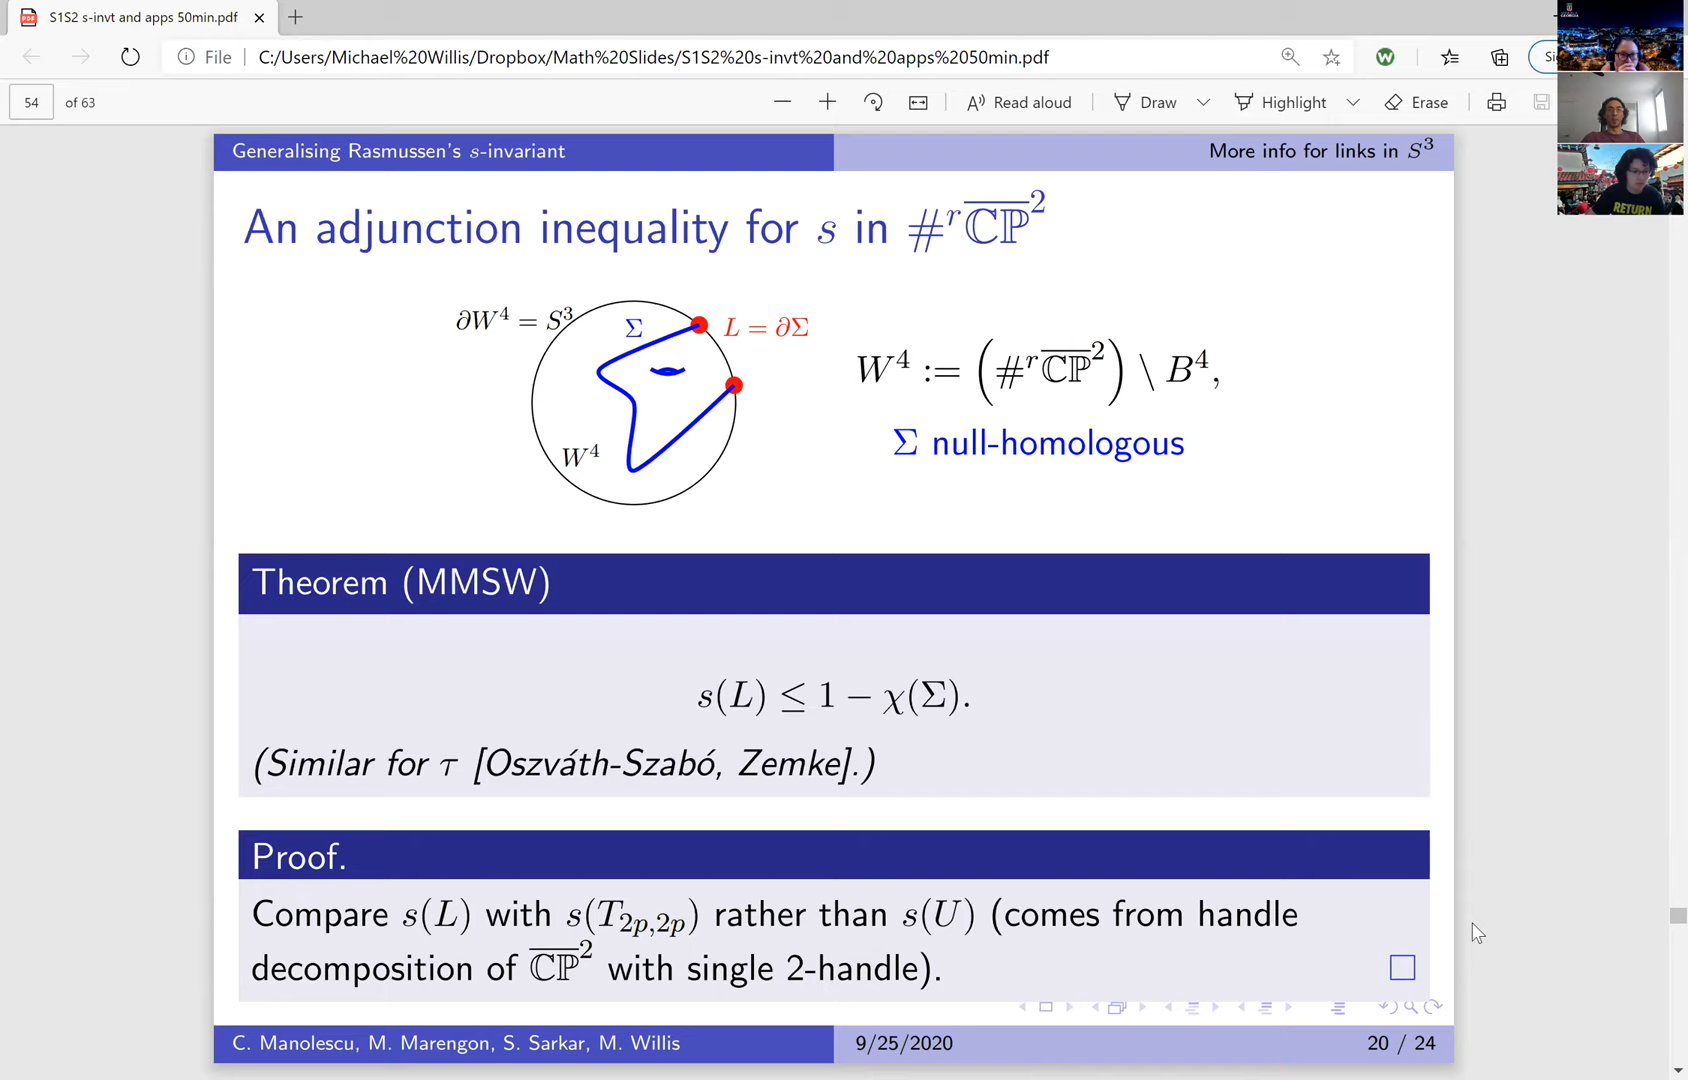 S1S2 s-invt and apps 50min.pdf
File C:/Users/Michael%20Willis/Dropbox/Math%20Slides/S1S2%20s-invt%20and%20apps%2050min.pdf
54 of 63 Read aloud Draw Highlight Erase
Generalising Rasmussen's s-invariant More info for links in S³
An adjunction inequality for s in #ʳ\overline{ℂℙ}²
∂W⁴ = S³ Σ L = ∂Σ
W⁴ := (#ʳ\overline{ℂℙ}²) \ B⁴,
Σ null-homologous
W⁴
Theorem (MMSW)
s(L) ≤ 1 − χ(Σ).
(Similar for τ [Oszváth-Szabó, Zemke].)
Proof.
Compare s(L) with s(T_{2p,2p}) rather than s(U) (comes from handle
decomposition of \overline{ℂℙ}² with single 2-handle). □
C. Manolescu, M. Marengon, S. Sarkar, M. Willis 9/25/2020 20 / 24
RETURN